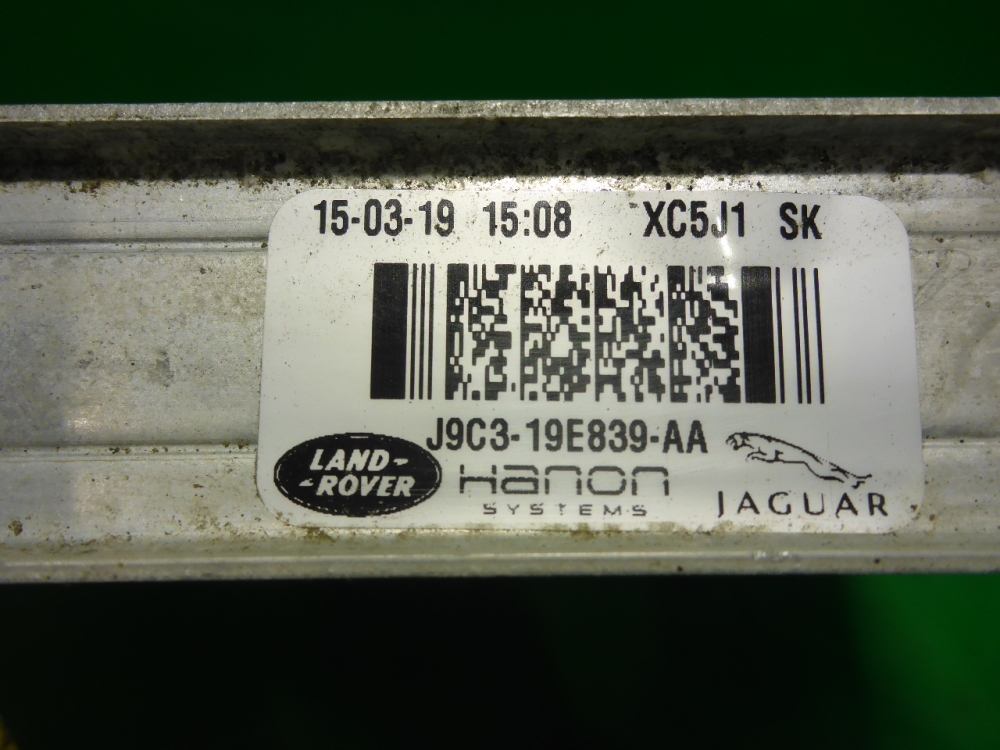 15-03-19 15:08 XC5J1 SK
J9C3-19E839-AA
LAND-
-ROVER
Hanon
SYSTEMS
JAGUAR